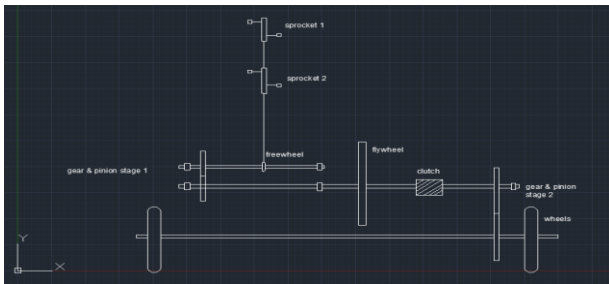 sprocket 1
sprocket 2
freewheel
flywheel
gear & pinion stage 1
clutch
gear & pinion
stage 2
wheels
Y
X